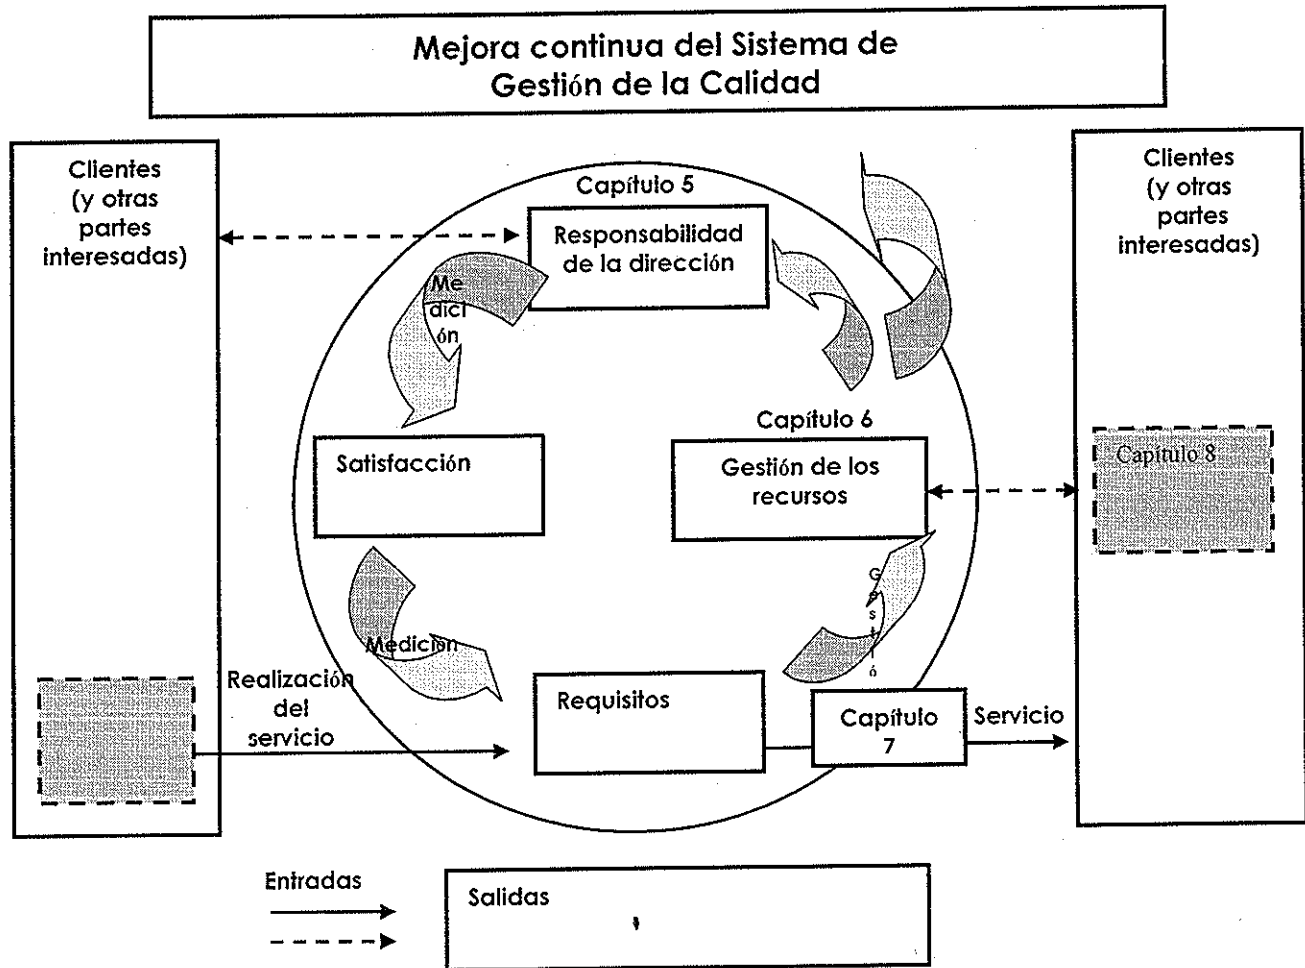 Mejora continua del Sistema de
Gestión de la Calidad
Clientes
(y otras
partes
interesadas)
Capítulo 5
Responsabilidad
de la dirección
Clientes
(y otras
partes
interesadas)
Me
dici
ón
Capítulo 6
Satisfacción
Gestión de los
recursos
Capítulo 8
G
e
s
t
i
ó
Medición
Realización
del
servicio
Requisitos
Capítulo
7
Servicio
Entradas
Salidas